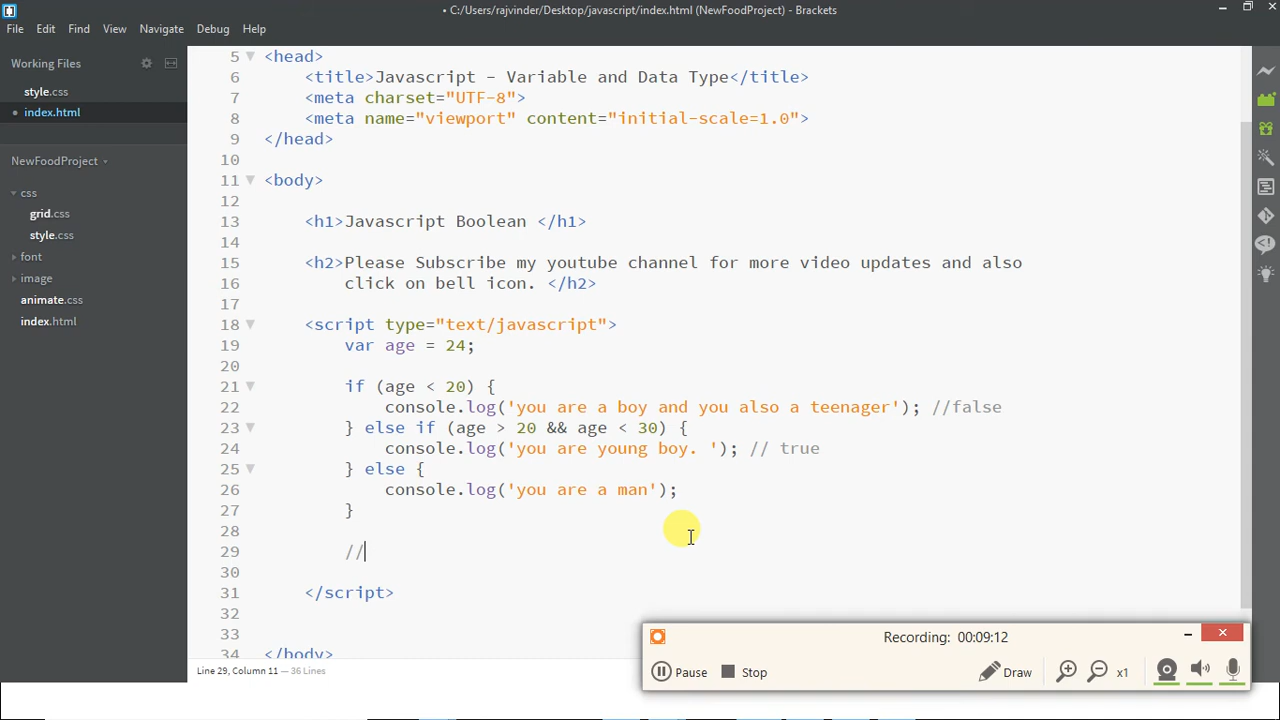 • C:/Users/rajvinder/Desktop/javascript/index.html (NewFoodProject) - Brackets
File Edit Find View Navigate Debug Help
Working Files
style.css
• index.html
NewFoodProject
css
grid.css
style.css
font
image
animate.css
index.html
5 <head>
6 <title>Javascript - Variable and Data Type</title>
7 <meta charset="UTF-8">
8 <meta name="viewport" content="initial-scale=1.0">
9 </head>
10
11 <body>
12
13 <h1>Javascript Boolean </h1>
14
15 <h2>Please Subscribe my youtube channel for more video updates and also
16 click on bell icon. </h2>
17
18 <script type="text/javascript">
19 var age = 24;
20
21 if (age < 20) {
22 console.log('you are a boy and you also a teenager'); //false
23 } else if (age > 20 && age < 30) {
24 console.log('you are young boy. '); // true
25 } else {
26 console.log('you are a man');
27 }
28
29 //
30
31 </script>
32
33
34 </body>
Line 29, Column 11 — 36 Lines
Recording: 00:09:12
Pause Stop Draw x1